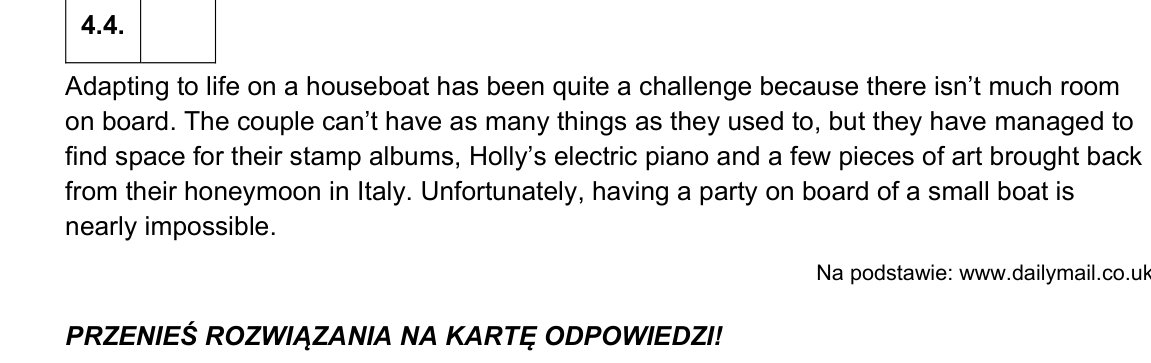 4.4.
Adapting to life on a houseboat has been quite a challenge because there isn’t much room
on board. The couple can’t have as many things as they used to, but they have managed to
find space for their stamp albums, Holly’s electric piano and a few pieces of art brought back
from their honeymoon in Italy. Unfortunately, having a party on board of a small boat is
nearly impossible.
Na podstawie: www.dailymail.co.uk
PRZENIEŚ ROZWIĄZANIA NA KARTĘ ODPOWIEDZI!